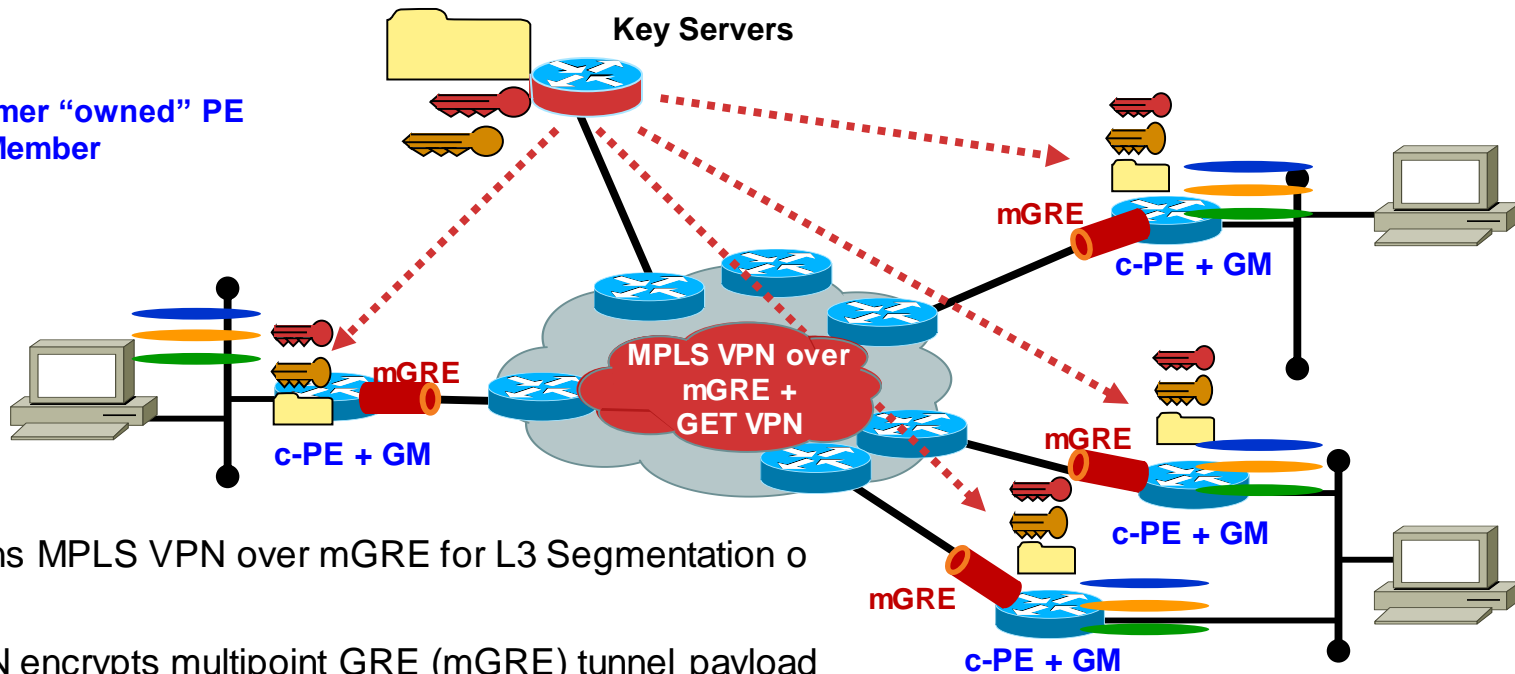 Key Servers
mer “owned” PE
Member
mGRE
c-PE + GM
MPLS VPN over
mGRE +
GET VPN
mGRE
c-PE + GM
mGRE
c-PE + GM
mGRE
c-PE + GM
ns MPLS VPN over mGRE for L3 Segmentation o
N encrypts multipoint GRE (mGRE) tunnel payload